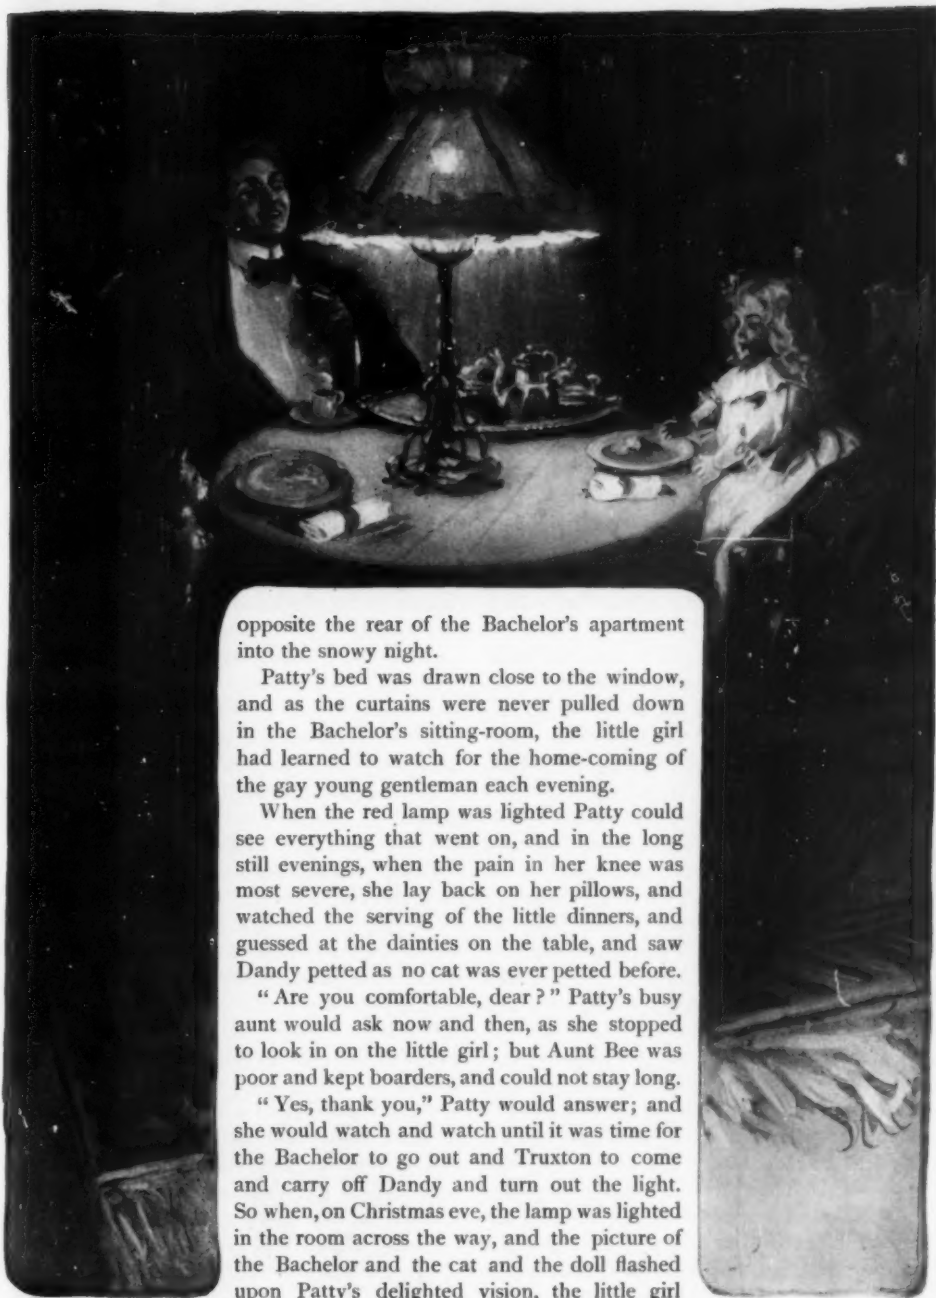 opposite the rear of the Bachelor's apartment
into the snowy night.
Patty's bed was drawn close to the window,
and as the curtains were never pulled down
in the Bachelor's sitting-room, the little girl
had learned to watch for the home-coming of
the gay young gentleman each evening.
When the red lamp was lighted Patty could
see everything that went on, and in the long
still evenings, when the pain in her knee was
most severe, she lay back on her pillows, and
watched the serving of the little dinners, and
guessed at the dainties on the table, and saw
Dandy petted as no cat was ever petted before.
"Are you comfortable, dear?" Patty's busy
aunt would ask now and then, as she stopped
to look in on the little girl; but Aunt Bee was
poor and kept boarders, and could not stay long.
"Yes, thank you," Patty would answer; and
she would watch and watch until it was time for
the Bachelor to go out and Truxton to come
and carry off Dandy and turn out the light.
So when, on Christmas eve, the lamp was lighted
in the room across the way, and the picture of
the Bachelor and the cat and the doll flashed
upon Patty's delighted vision, the little girl